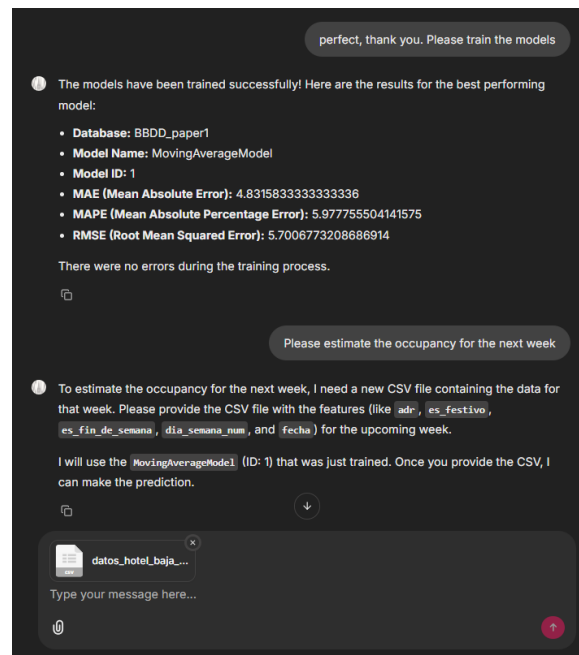 perfect, thank you. Please train the models
The models have been trained successfully! Here are the results for the best performing
model:
• Database: BBDD_paper1
• Model Name: MovingAverageModel
• Model ID: 1
• MAE (Mean Absolute Error): 4.8315833333333336
• MAPE (Mean Absolute Percentage Error): 5.977755504141575
• RMSE (Root Mean Squared Error): 5.7006773208686914
There were no errors during the training process.
Please estimate the occupancy for the next week
To estimate the occupancy for the next week, I need a new CSV file containing the data for
that week. Please provide the CSV file with the features (like adr, es_festivo,
es_fin_de_semana, dia_semana_num, and fecha) for the upcoming week.
I will use the MovingAverageModel (ID: 1) that was just trained. Once you provide the CSV, I
can make the prediction.
datos_hotel_baja_...
csv
Type your message here...